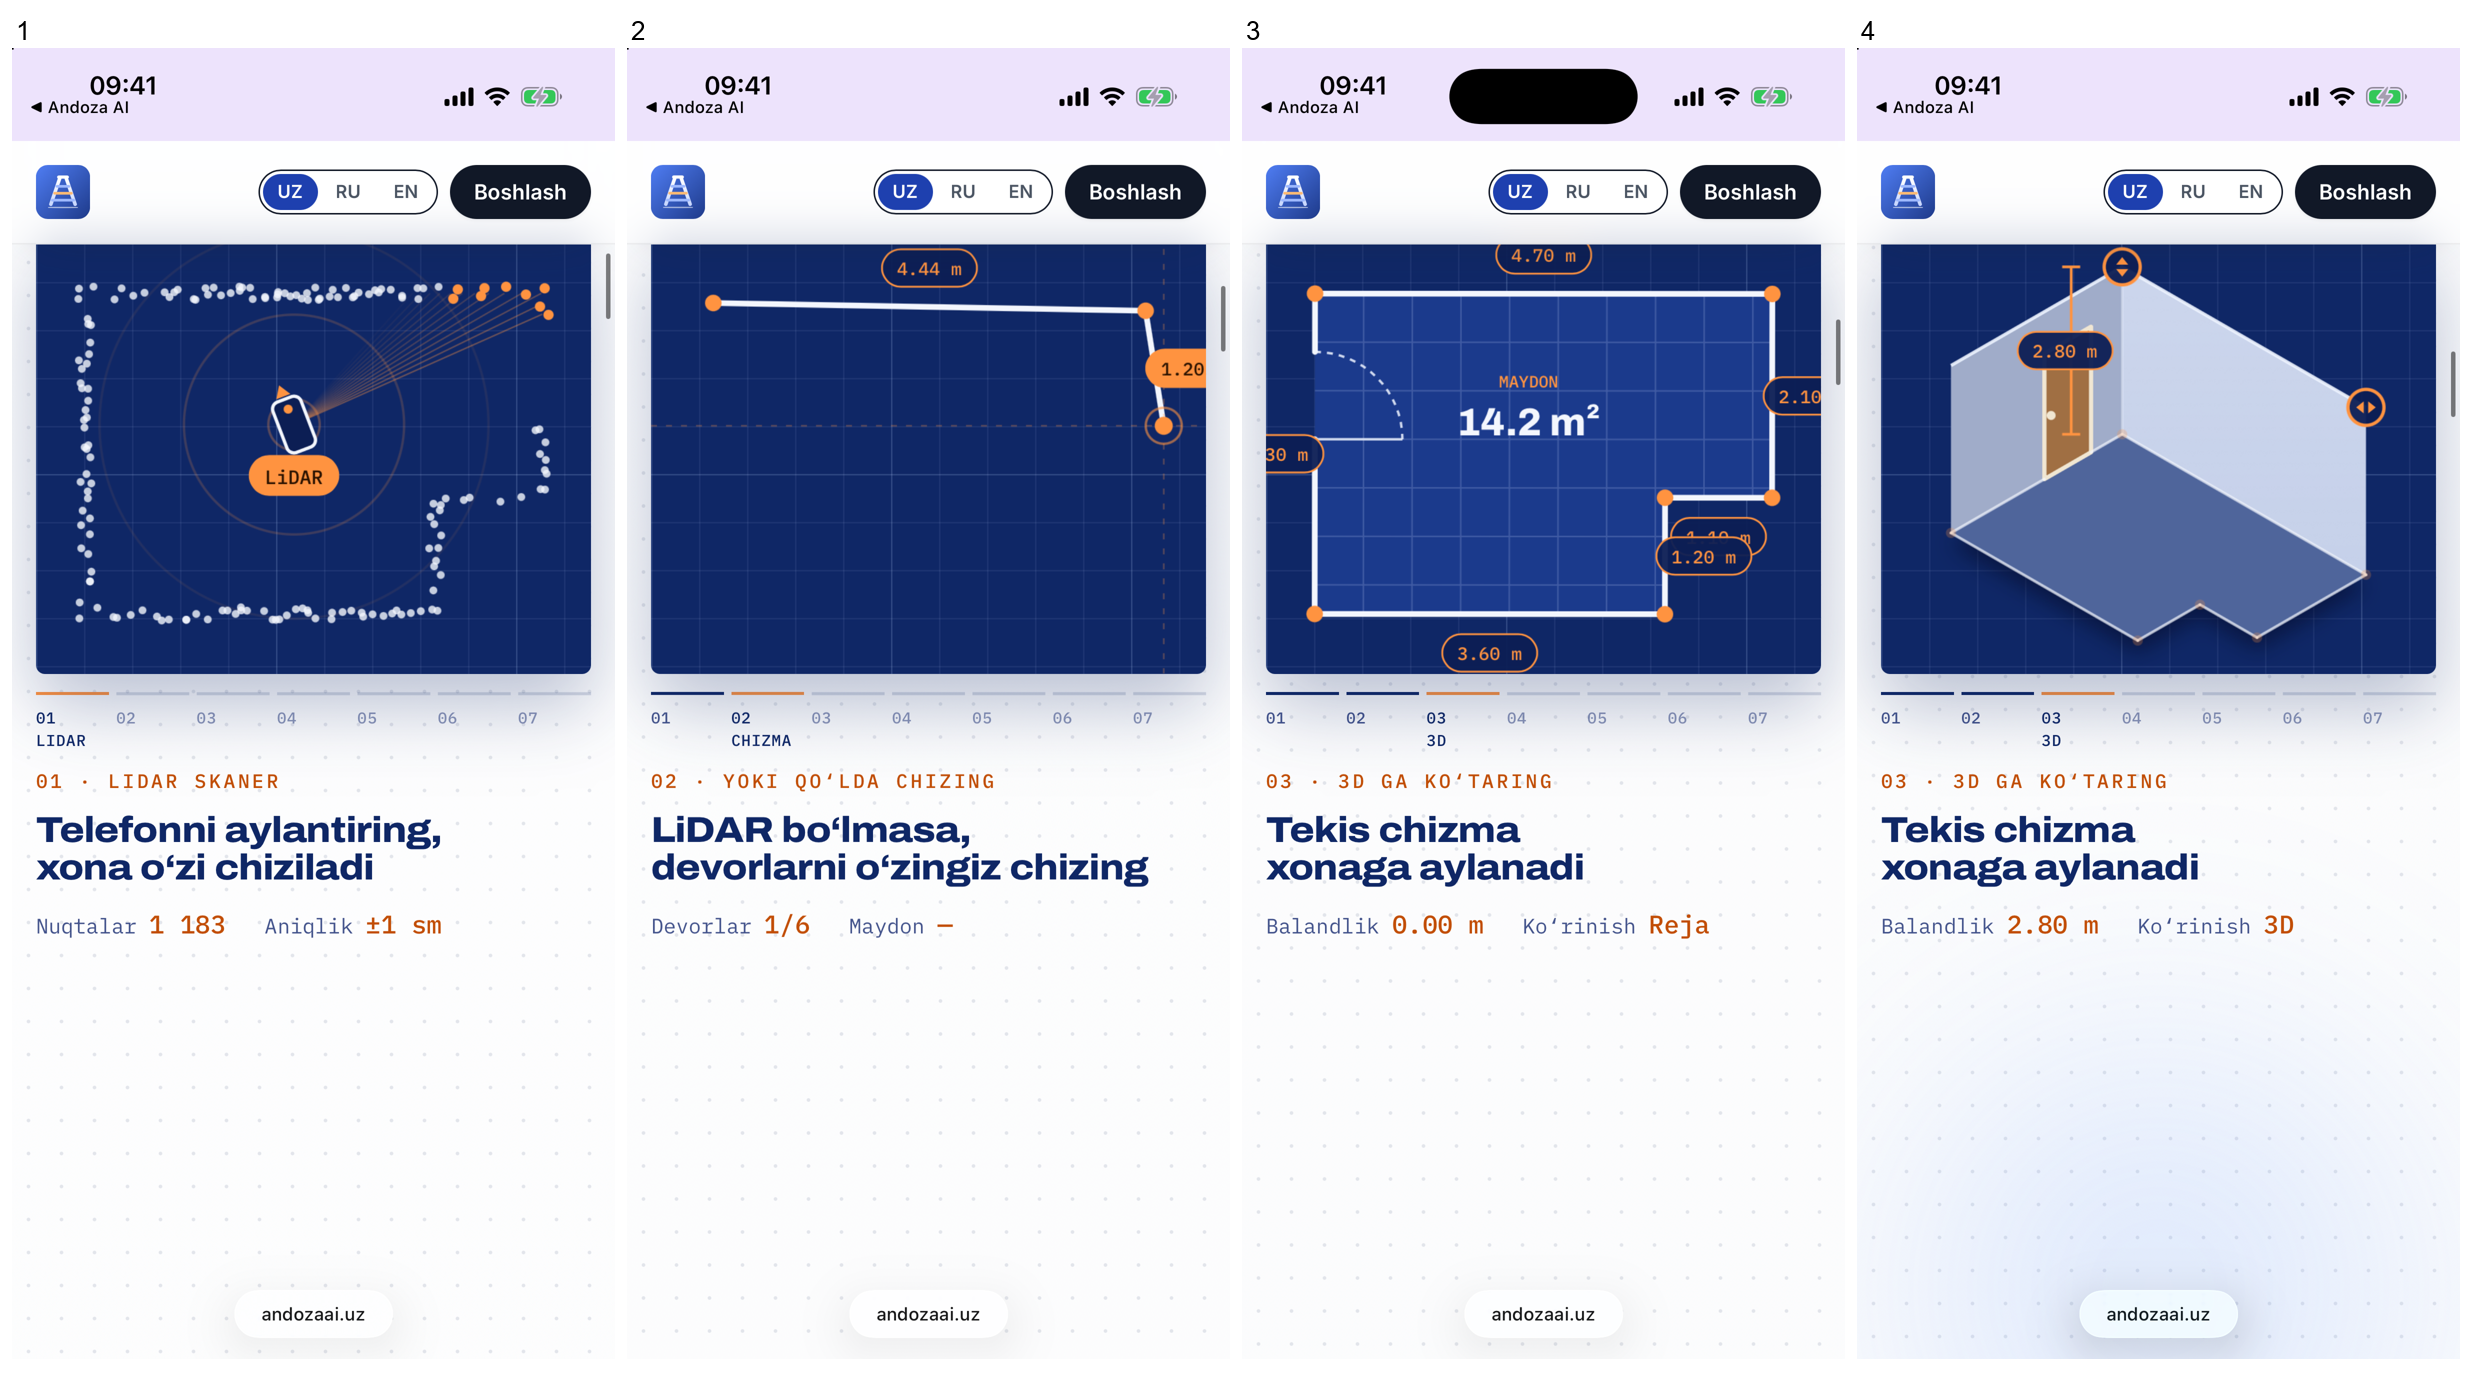 1
09:41
◀ Andoza AI
UZ RU EN Boshlash
LiDAR
01 02 03 04 05 06 07
LIDAR
01 · LIDAR SKANER
Telefonni aylantiring,
xona o‘zi chiziladi
Nuqtalar 1 183 Aniqlik ±1 sm
andozaai.uz
2
09:41
◀ Andoza AI
UZ RU EN Boshlash
4.44 m
1.20
01 02 03 04 05 06 07
CHIZMA
02 · YOKI QO‘LDA CHIZING
LiDAR bo‘lmasa,
devorlarni o‘zingiz chizing
Devorlar 1/6 Maydon —
andozaai.uz
3
09:41
◀ Andoza AI
UZ RU EN Boshlash
4.70 m
MAYDON
2.10
14.2 m²
30 m
1.20 m
3.60 m
01 02 03 04 05 06 07
3D
03 · 3D GA KO‘TARING
Tekis chizma
xonaga aylanadi
Balandlik 0.00 m Ko‘rinish Reja
andozaai.uz
4
09:41
◀ Andoza AI
UZ RU EN Boshlash
2.80 m
01 02 03 04 05 06 07
3D
03 · 3D GA KO‘TARING
Tekis chizma
xonaga aylanadi
Balandlik 2.80 m Ko‘rinish 3D
andozaai.uz